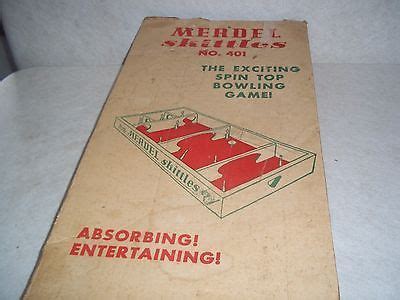 MERDEL
skittles
NO. 401
THE EXCITING
SPIN TOP
BOWLING
GAME!
MERDEL skittles
ABSORBING!
ENTERTAINING!